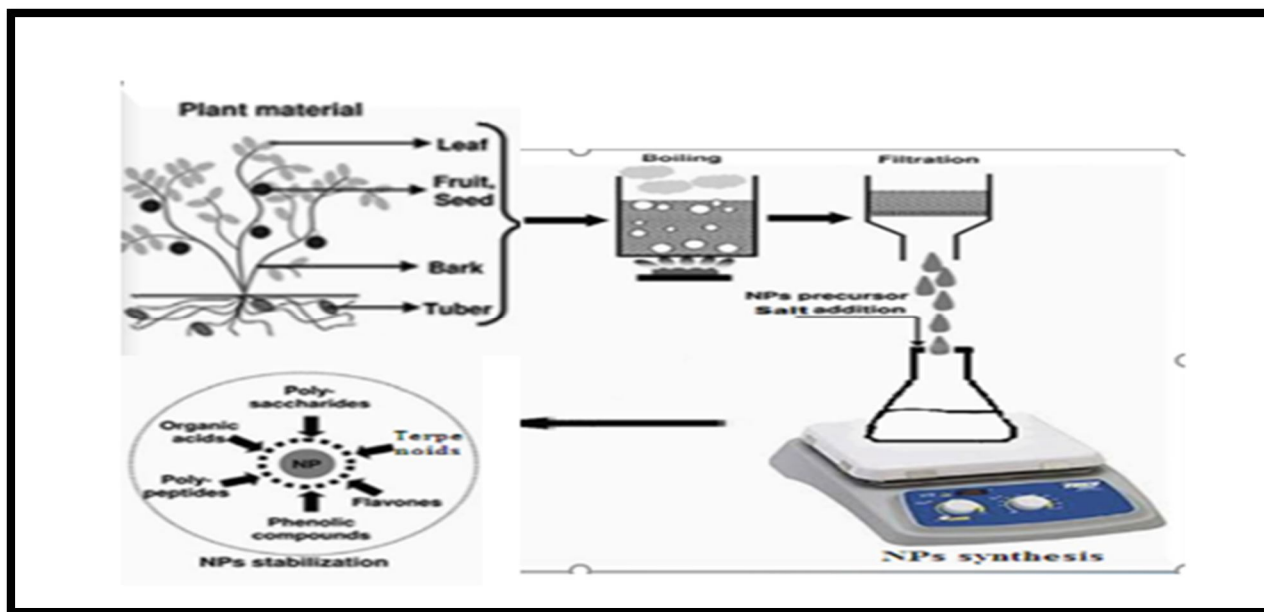 Plant material
Leaf
Fruit,
Seed
Bark
Tuber
Boiling
Filtration
NPs precursor
Salt addition
NPs synthesis
Poly-
saccharides
Organic
acids
Terpe
noids
NP
Poly-
peptides
Flavones
Phenolic
compounds
NPs stabilization